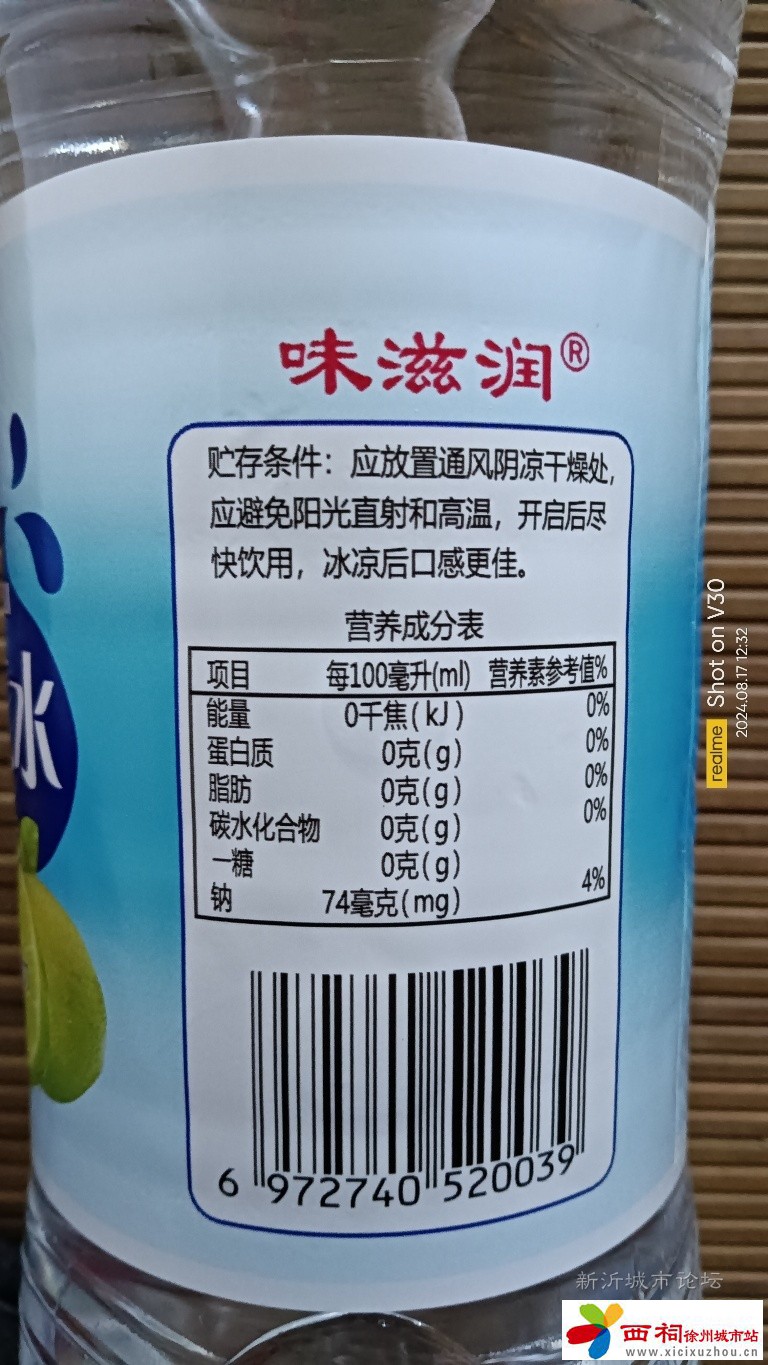 味滋润®
贮存条件：应放置通风阴凉干燥处，
应避免阳光直射和高温，开启后尽
快饮用，冰凉后口感更佳。
营养成分表
项目 每100毫升(ml) 营养素参考值%
能量 0千焦(kJ) 0%
蛋白质 0克(g) 0%
脂肪 0克(g) 0%
碳水化合物 0克(g) 0%
一糖 0克(g)
钠 74毫克(mg) 4%
6 972740 520039
水
realme Shot on V30
2024.08.17 12:32
新沂城市论坛
西祠徐州城市站
www.xicixuzhou.cn